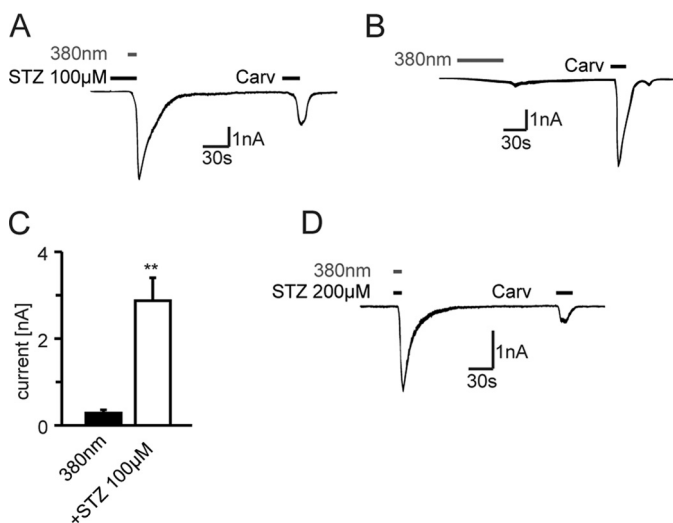 A
380nm
STZ 100µM
Carv
1nA
30s
B
380nm
Carv
1nA
30s
C
4
2
0
current [nA]
**
380nm
+STZ 100µM
D
380nm
STZ 200µM
Carv
1nA
30s